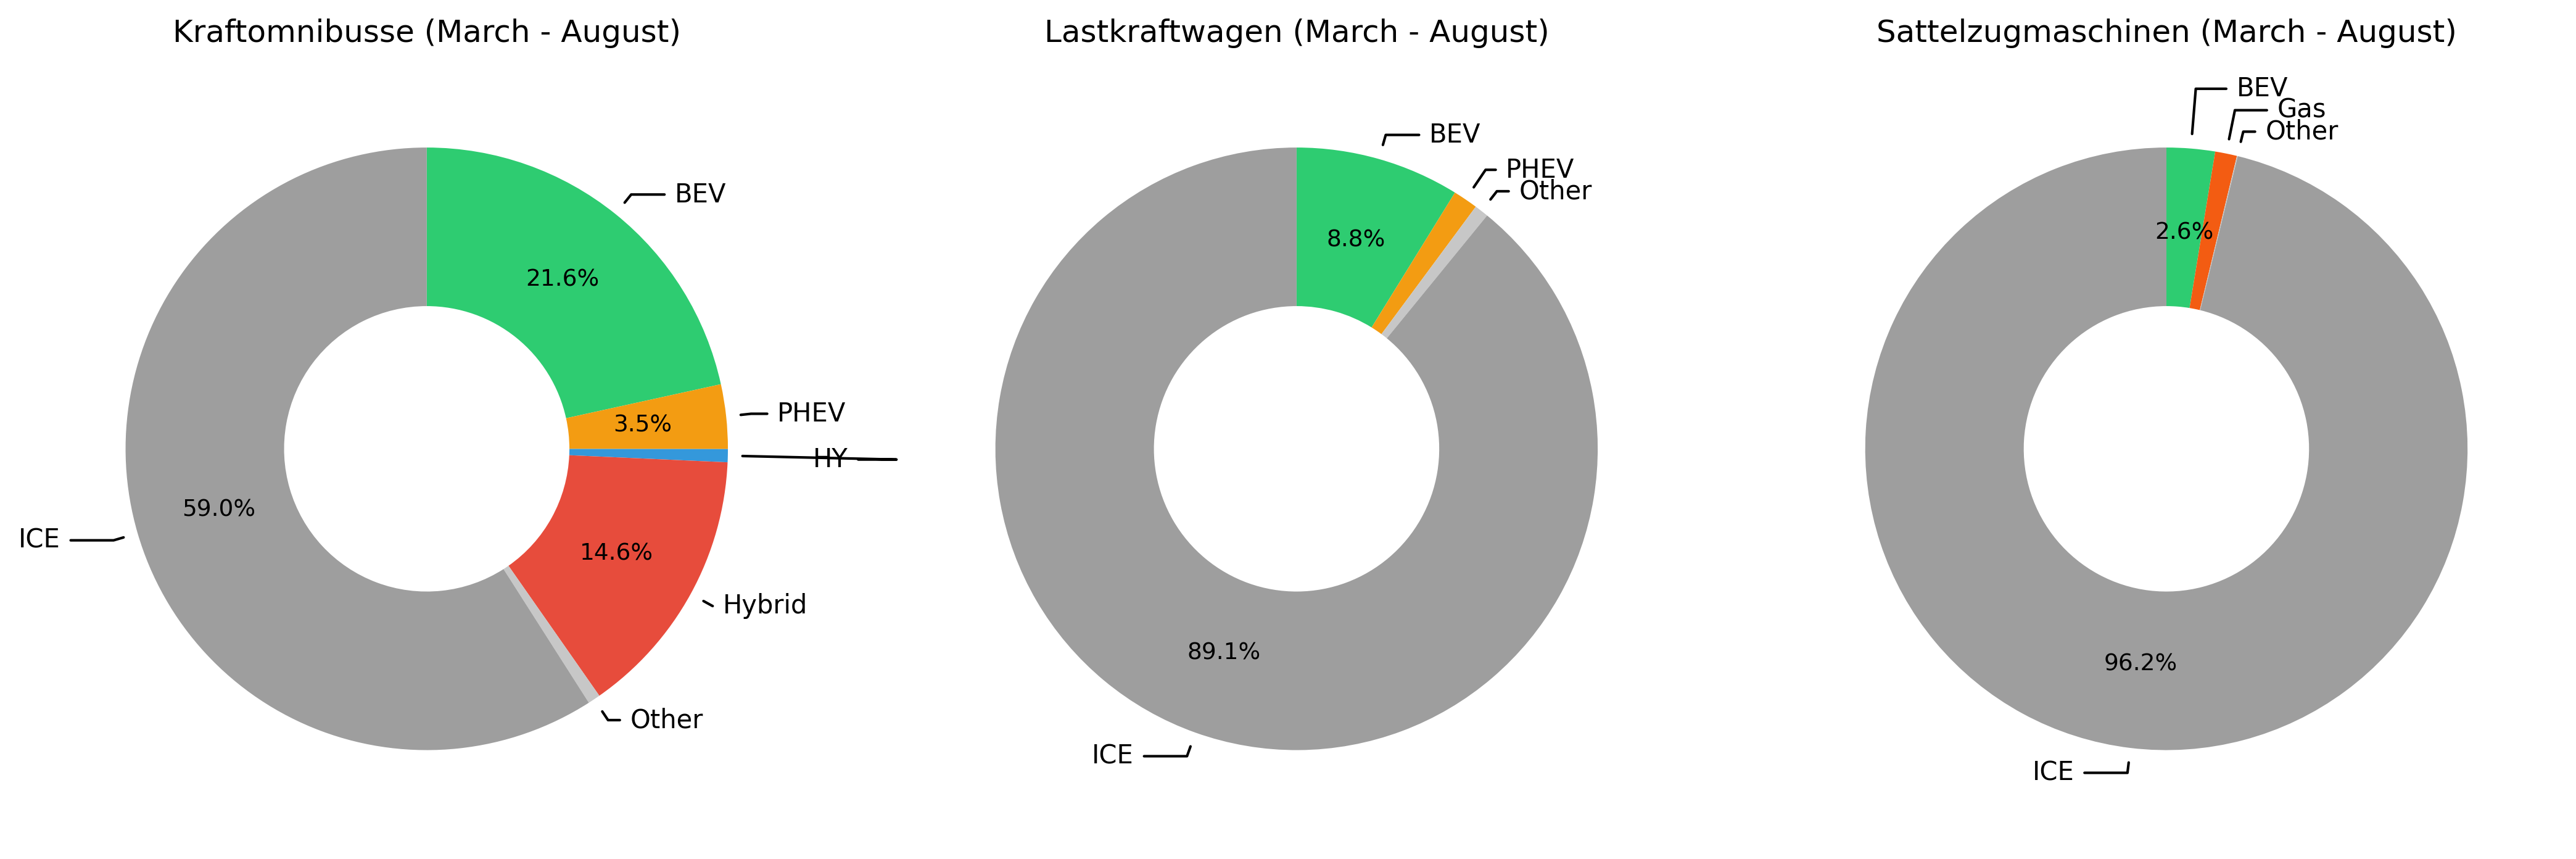 Kraftomnibusse (March - August)
BEV
21.6%
PHEV
3.5%
HY
59.0%
14.6%
ICE
Hybrid
Other
Lastkraftwagen (March - August)
BEV
PHEV
Other
8.8%
89.1%
ICE
Sattelzugmaschinen (March - August)
BEV
Gas
Other
2.6%
96.2%
ICE